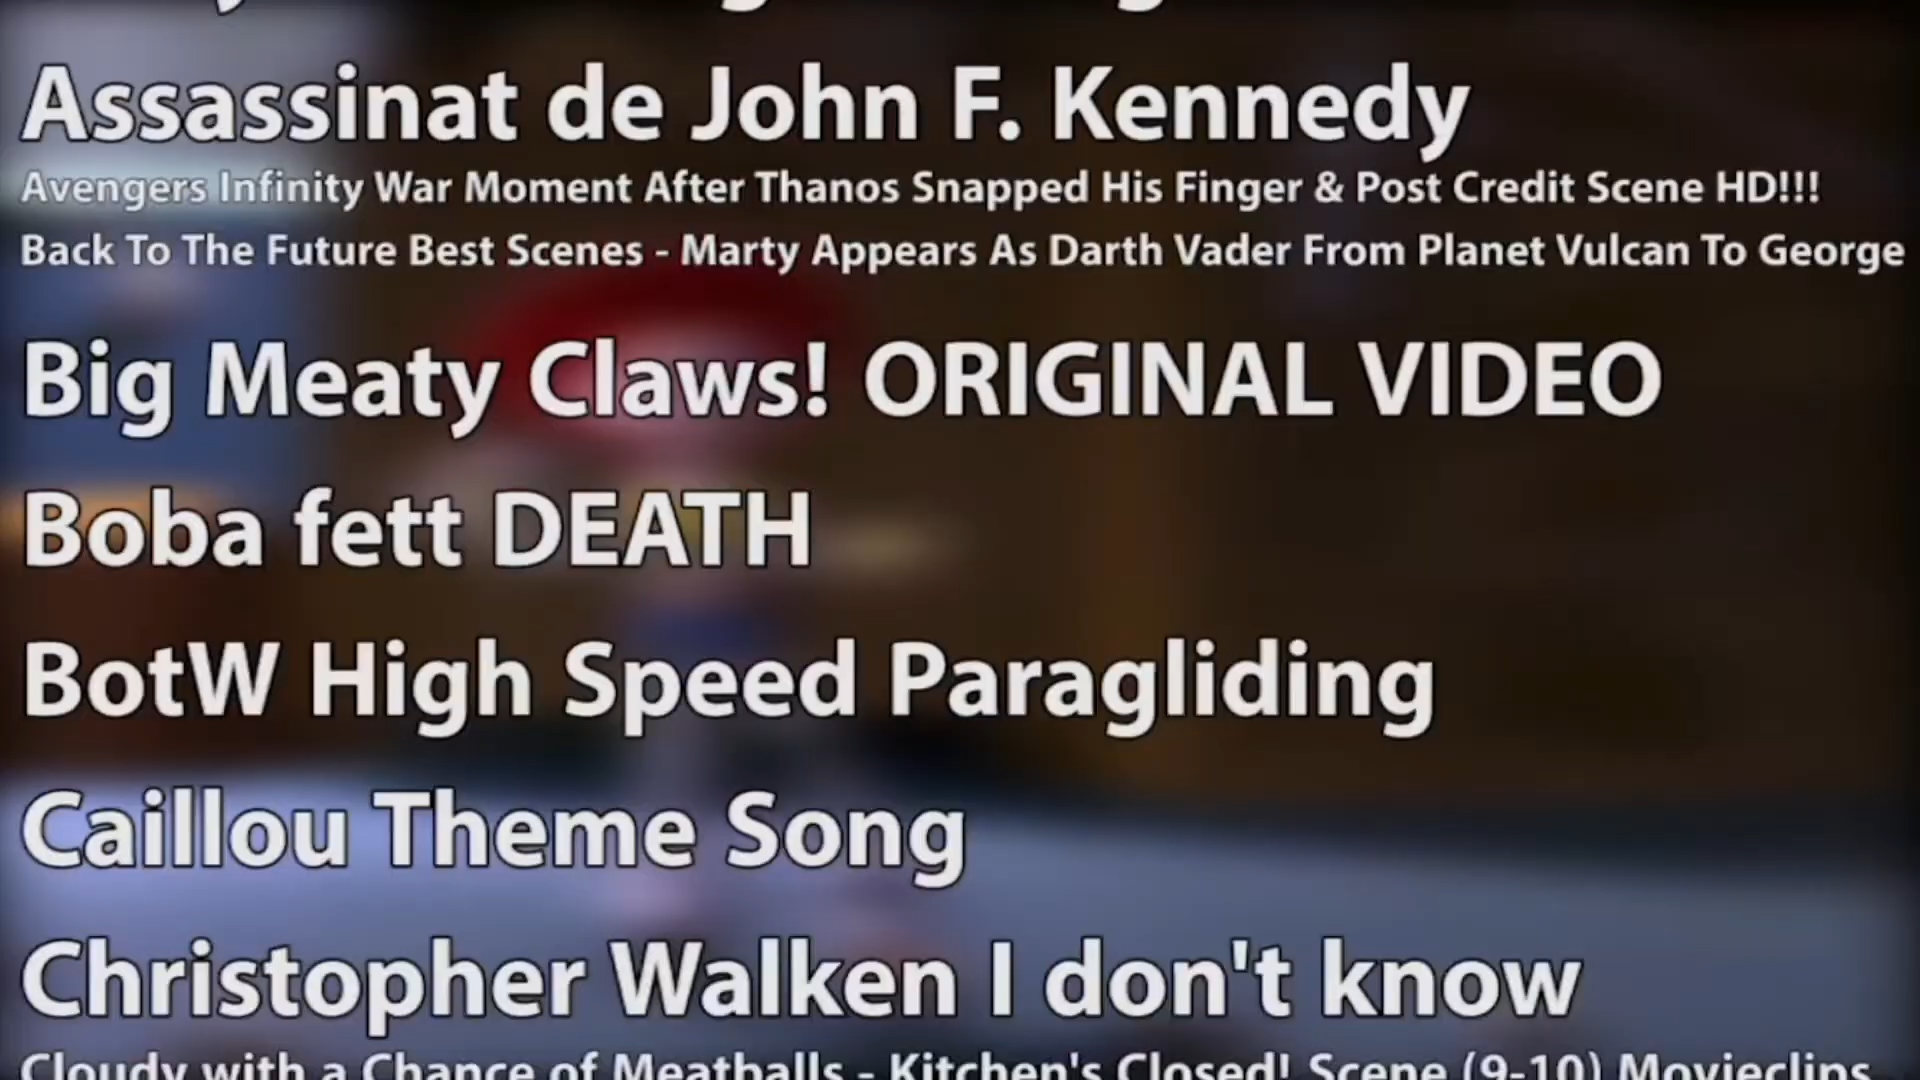 Assassinat de John F. Kennedy
Avengers Infinity War Moment After Thanos Snapped His Finger & Post Credit Scene HD!!!
Back To The Future Best Scenes - Marty Appears As Darth Vader From Planet Vulcan To George
Big Meaty Claws! ORIGINAL VIDEO
Boba fett DEATH
BotW High Speed Paragliding
Caillou Theme Song
Christopher Walken I don't know
Cloudy with a Chance of Meatballs - Kitchen's Closed! Scene (9-10) Movieclips